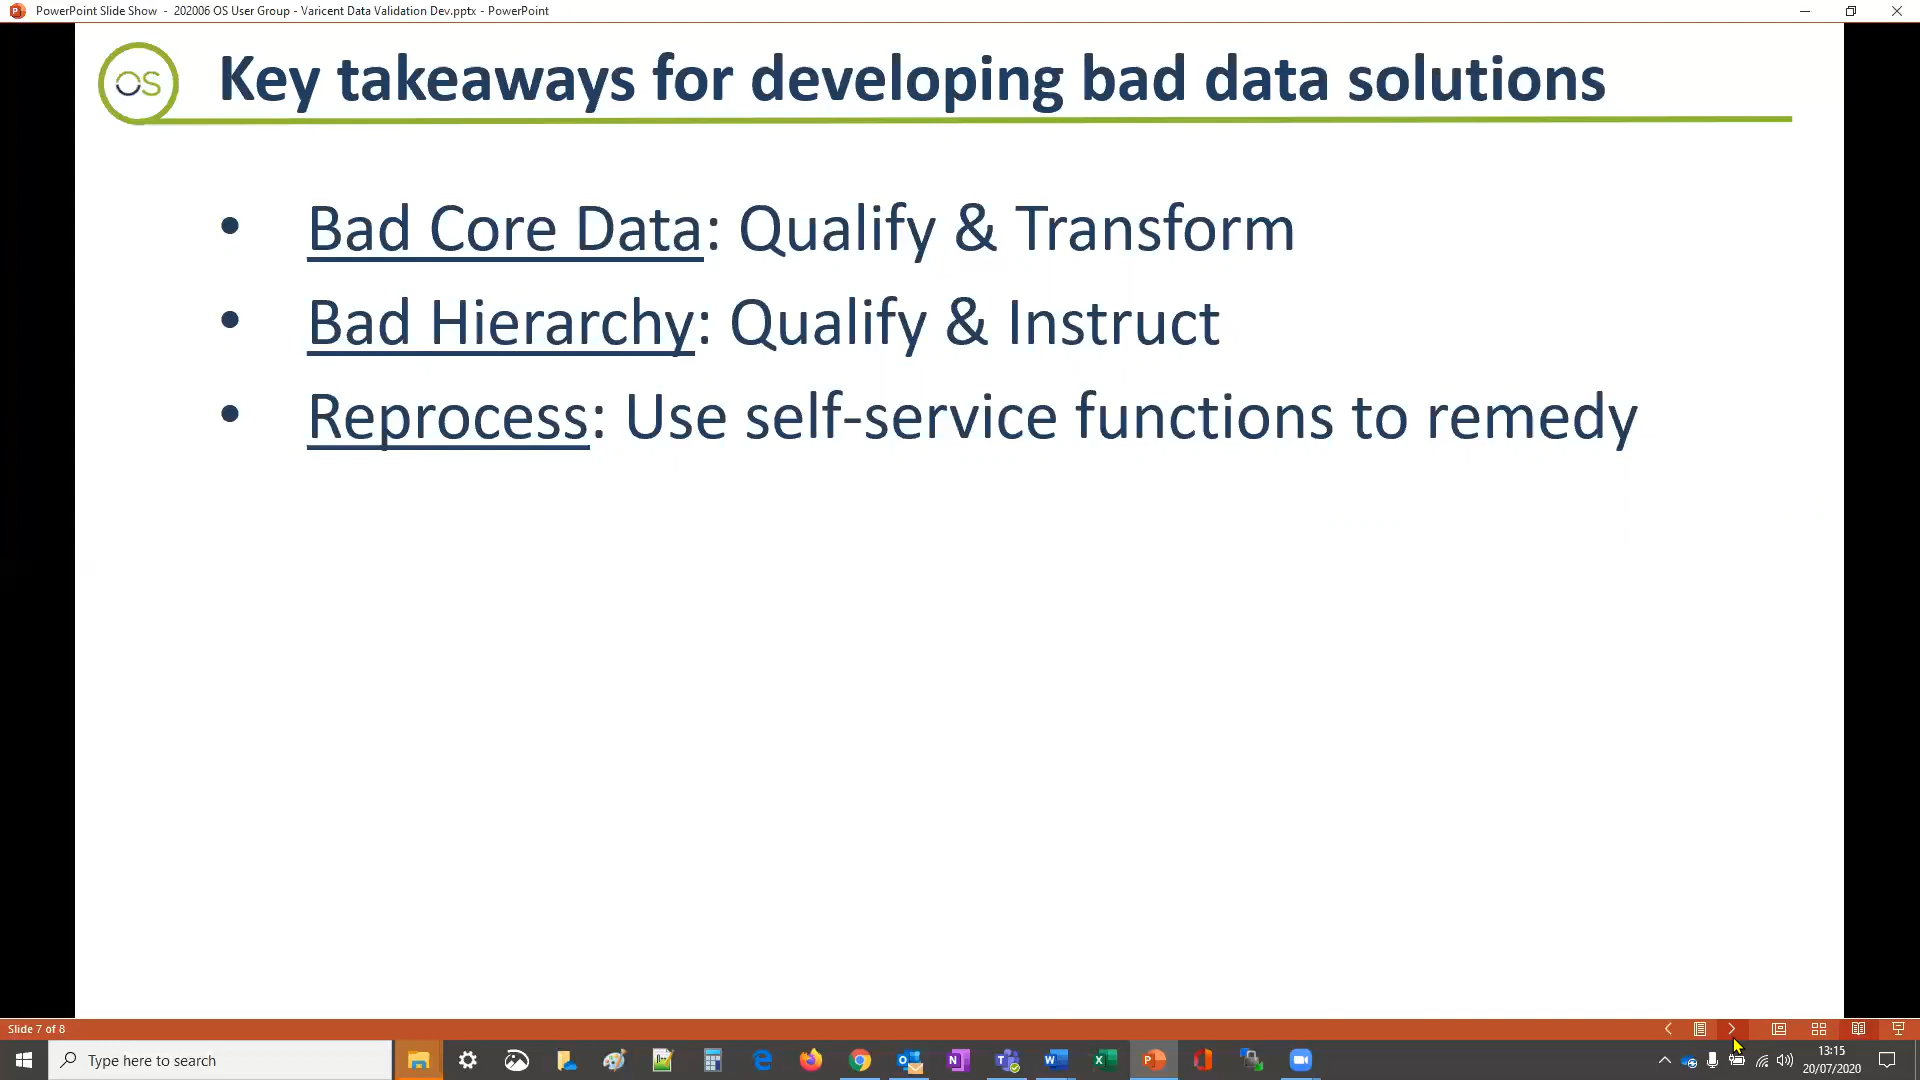 PowerPoint Slide Show - 202006 OS User Group - Varicent Data Validation Dev.pptx - PowerPoint
OS
Key takeaways for developing bad data solutions
• Bad Core Data: Qualify & Transform
• Bad Hierarchy: Qualify & Instruct
• Reprocess: Use self-service functions to remedy
Slide 7 of 8
Type here to search
13:15
20/07/2020